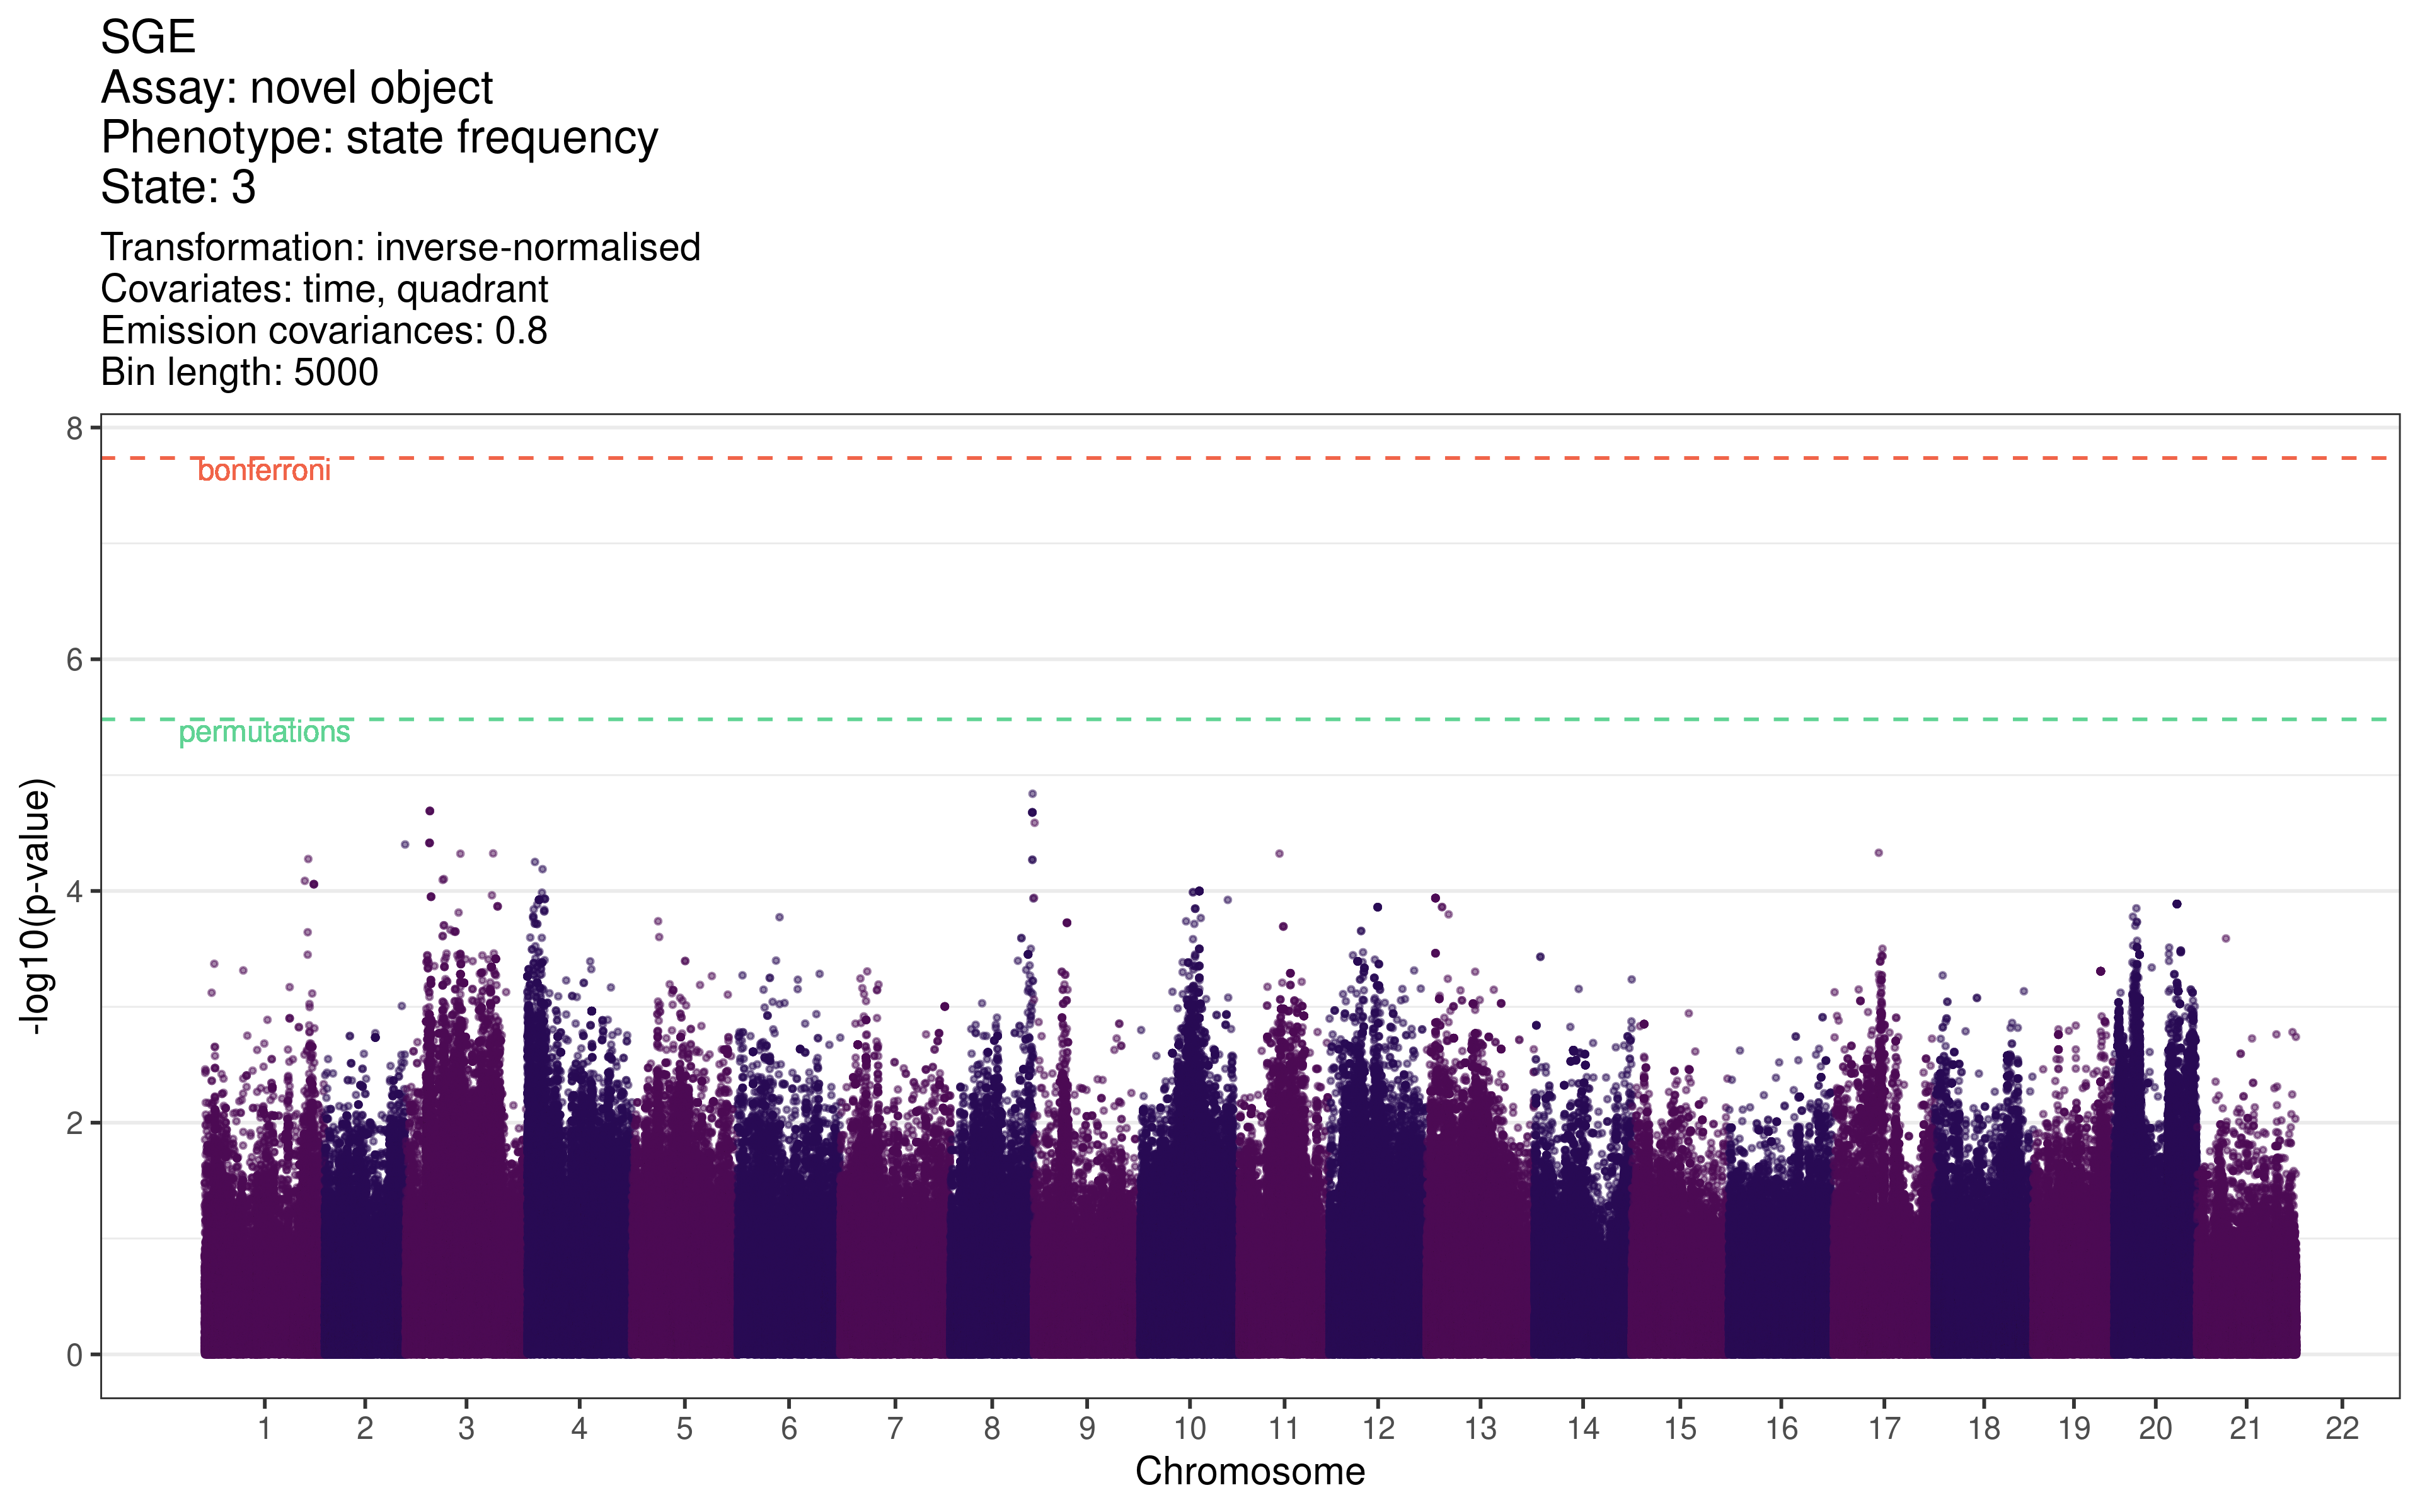 SGE
Assay: novel object
Phenotype: state frequency
State: 3
Transformation: inverse-normalised
Covariates: time, quadrant
Emission covariances: 0.8
Bin length: 5000
8
bonferroni
6
permutations
4
2
0
-log10(p-value)
1 2 3 4 5 6 7 8 9 10 11 12 13 14 15 16 17 18 19 20 21 22
Chromosome